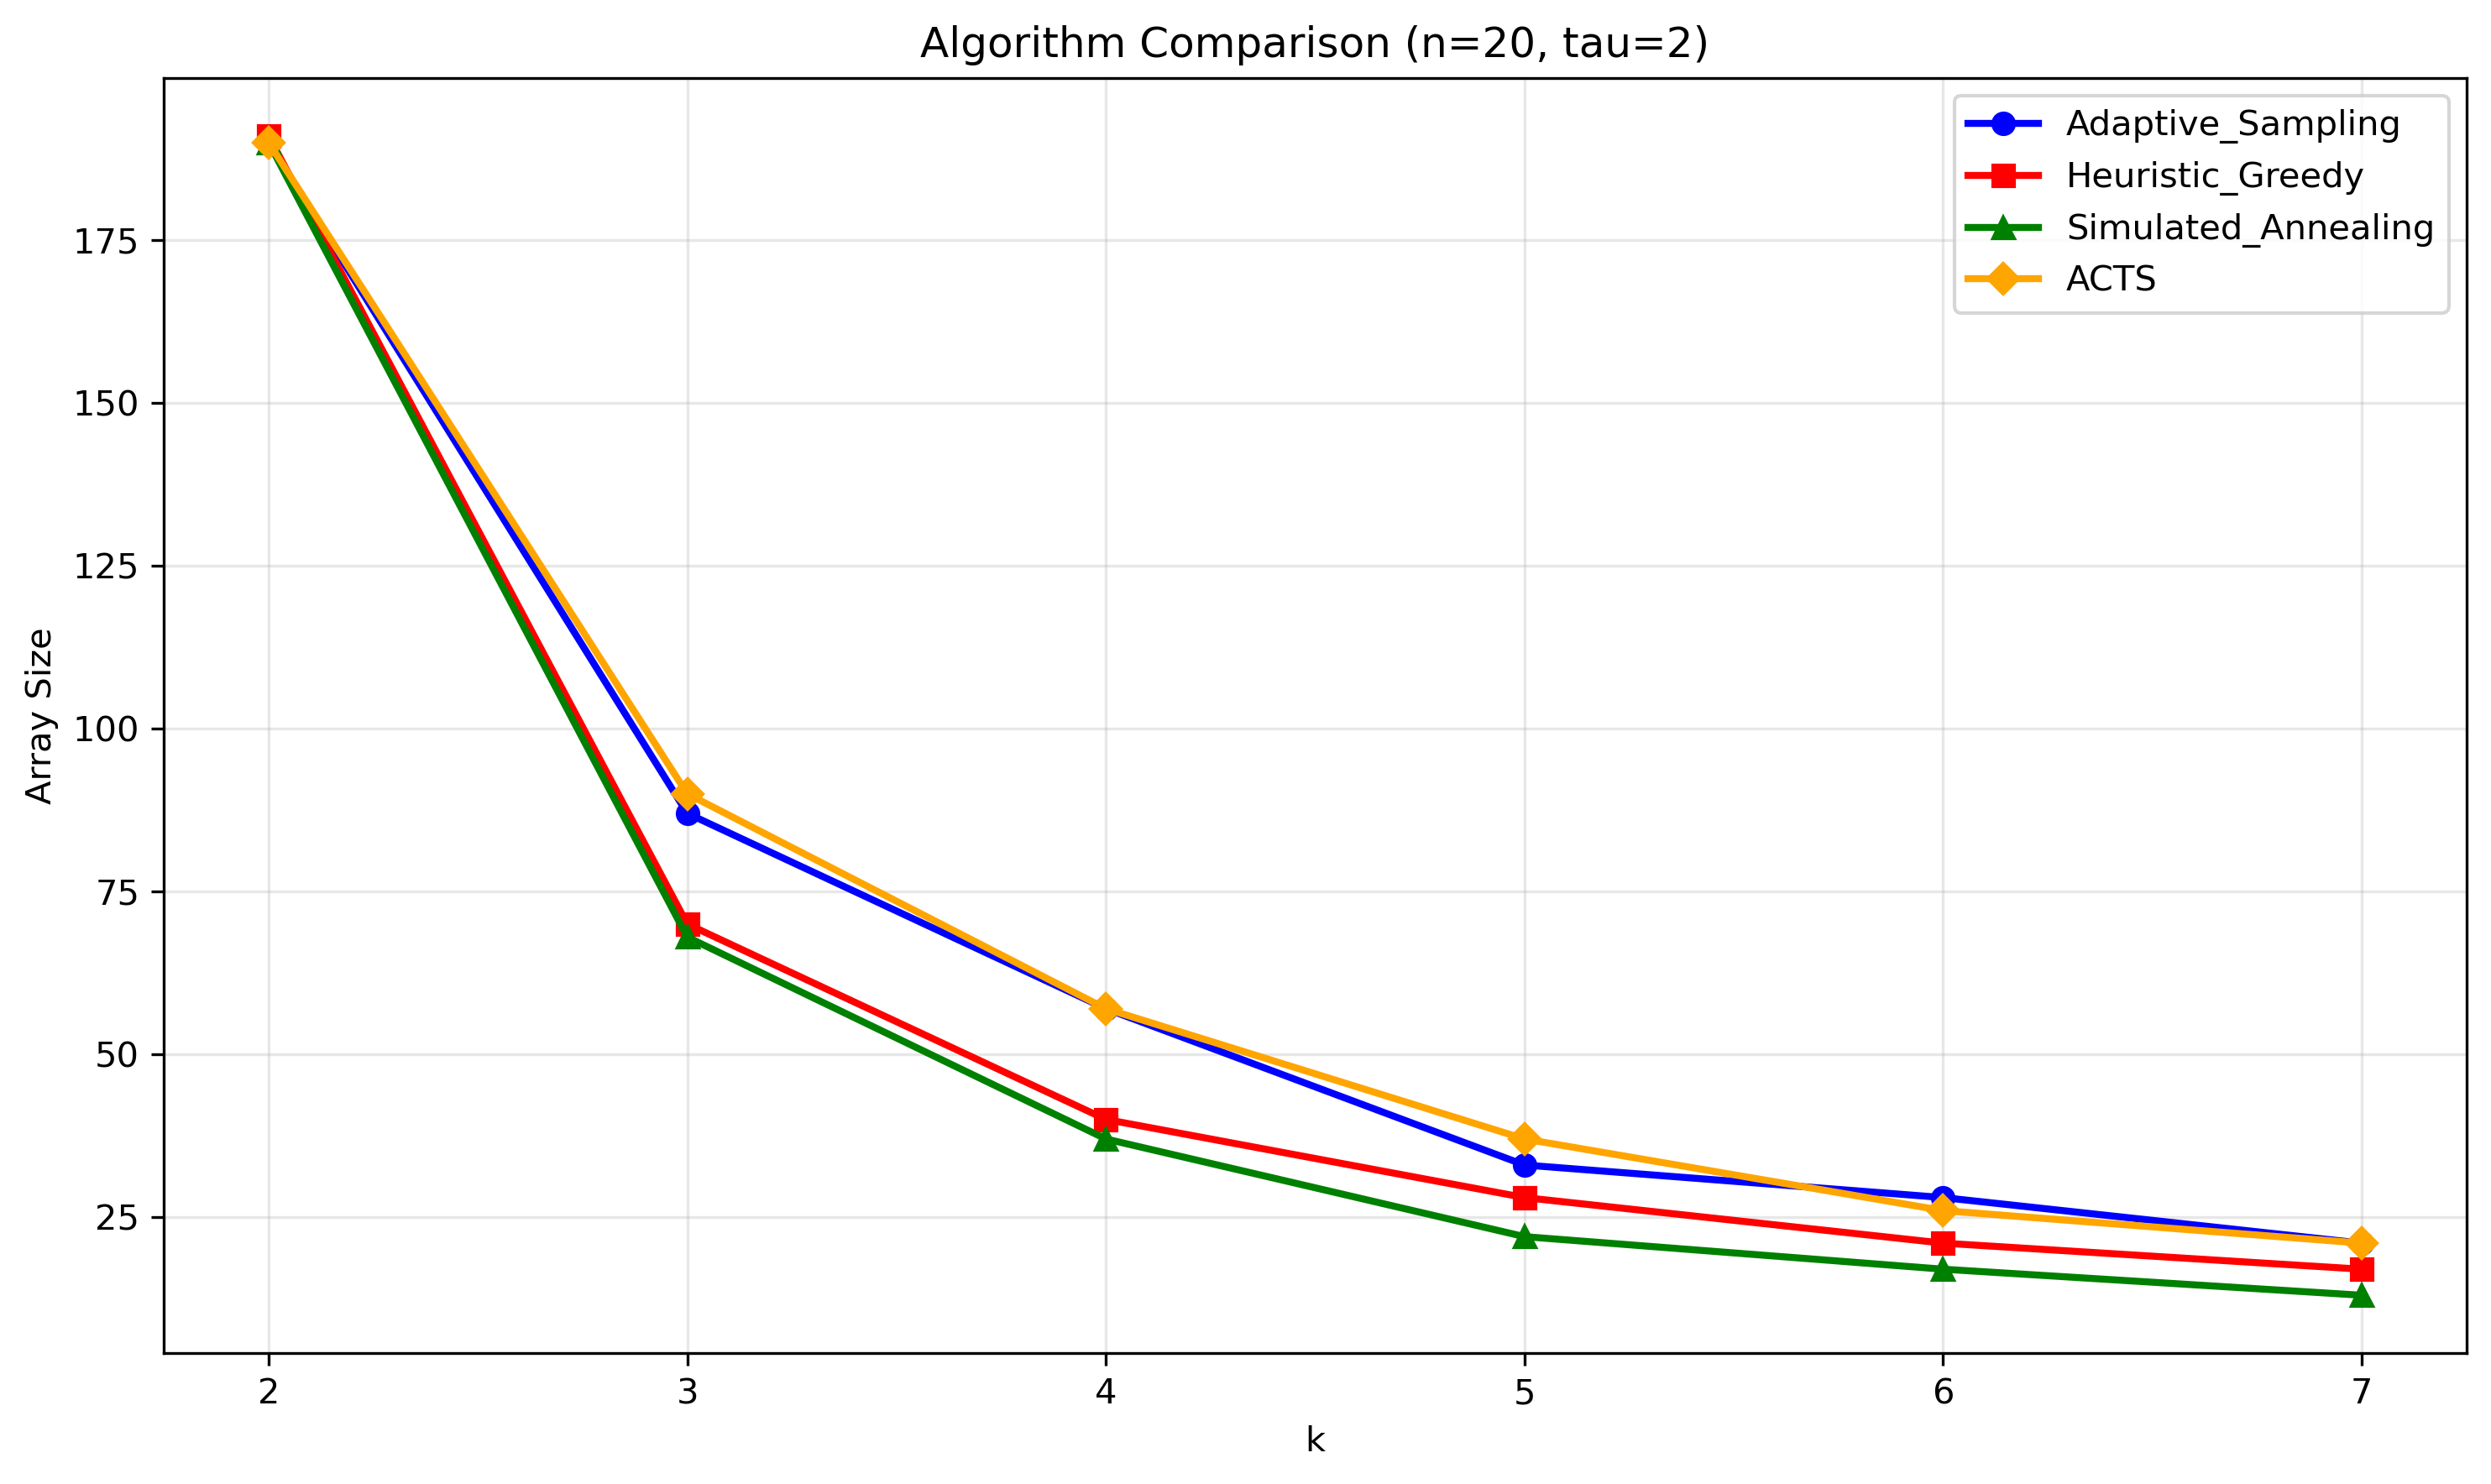 Algorithm Comparison (n=20, tau=2)
Adaptive_Sampling
Heuristic_Greedy
Simulated_Annealing
ACTS
Array Size
175
150
125
100
75
50
25
2 3 4 5 6 7
k